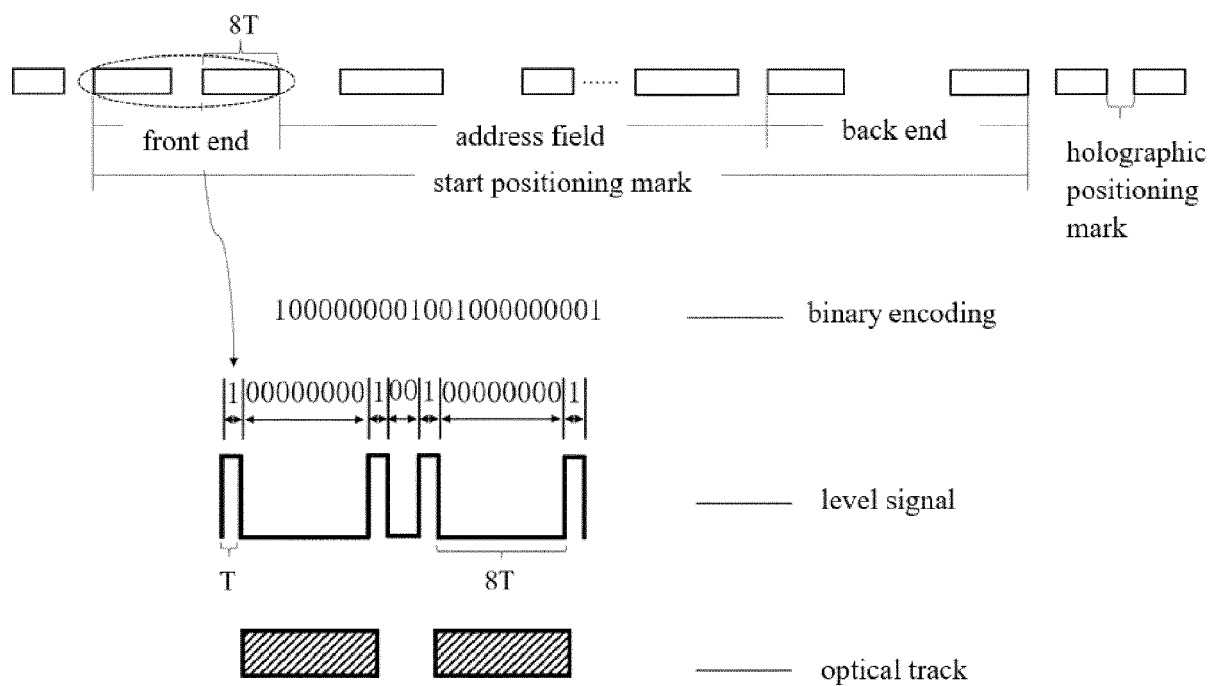 8T
......
front end
address field
back end
start positioning mark
holographic
positioning
mark
1000000001001000000001
binary encoding
1 00000000 1 00 1 00000000 1
level signal
T
8T
optical track